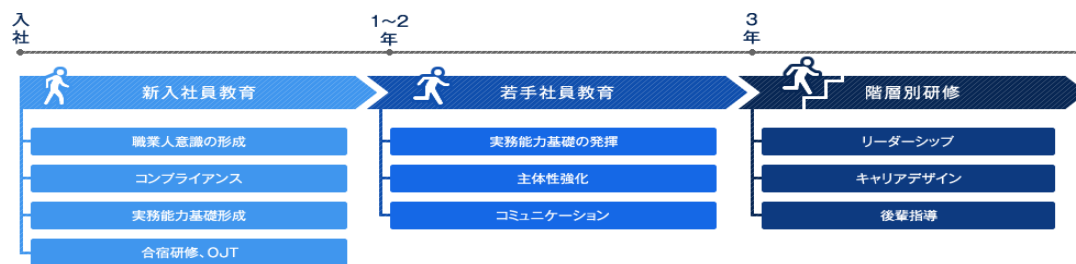 入社
1〜2年
3年
新入社員教育
若手社員教育
階層別研修
職業人意識の形成
コンプライアンス
実務能力基礎形成
合宿研修、OJT
実務能力基礎の発揮
主体性強化
コミュニケーション
リーダーシップ
キャリアデザイン
後輩指導